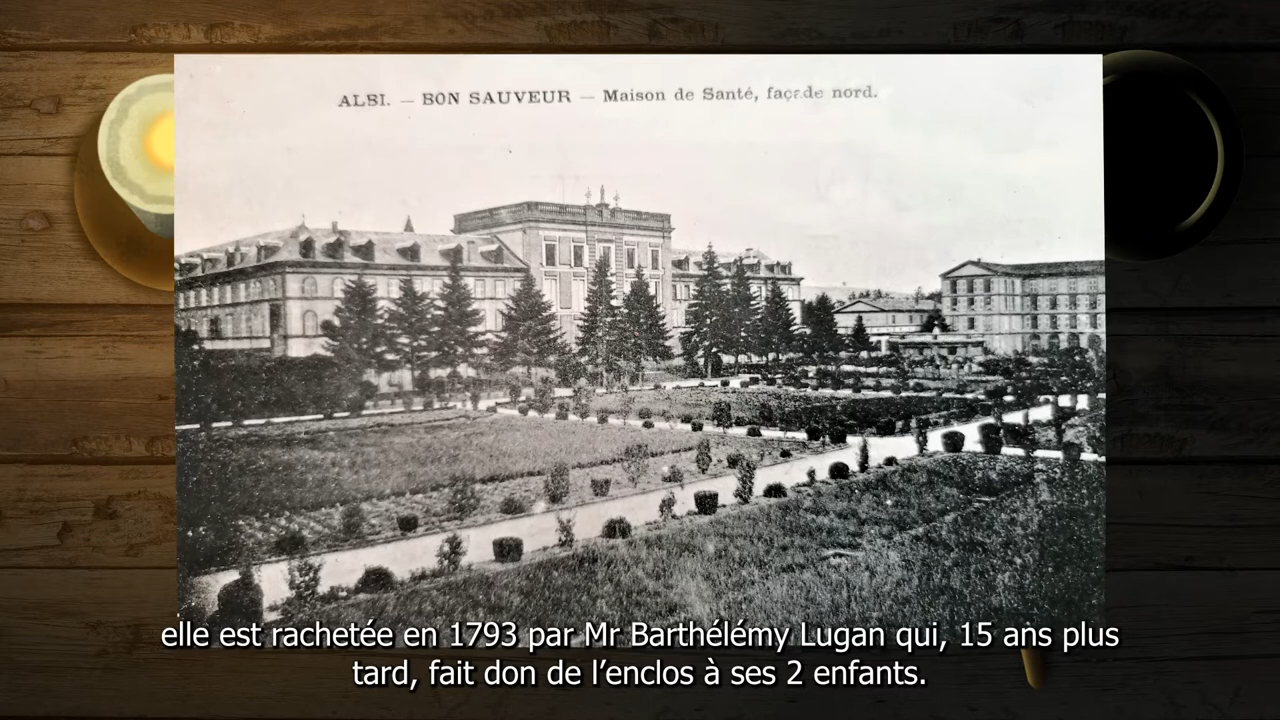 ALBI. — BON SAUVEUR — Maison de Santé, façade nord.
elle est rachetée en 1793 par Mr Barthélémy Lugan qui, 15 ans plus
tard, fait don de l’enclos à ses 2 enfants.